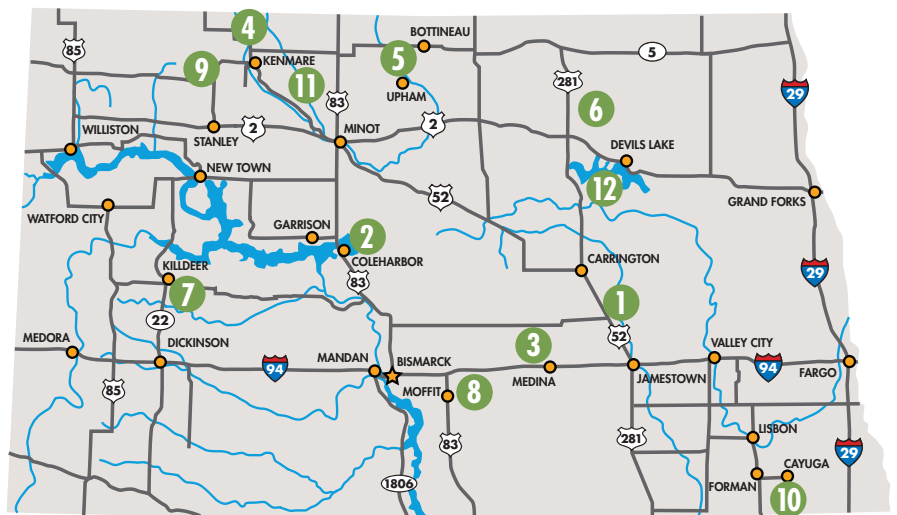 4
BOTTINEAU
85
5
9
KENMARE
5
281
29
11
UPHAM
83
6
WILLISTON
STANLEY
2
MINOT
2
DEVILS LAKE
NEW TOWN
12
52
GRAND FORKS
WATFORD CITY
GARRISON
2
COLEHARBOR
KILLDEER
83
CARRINGTON
29
7
1
22
MEDORA
DICKINSON
52
VALLEY CITY
3
MANDAN
BISMARCK
94
MEDINA
JAMESTOWN
94
FARGO
85
MOFFIT
8
83
281
LISBON
29
CAYUGA
1806
FORMAN
10